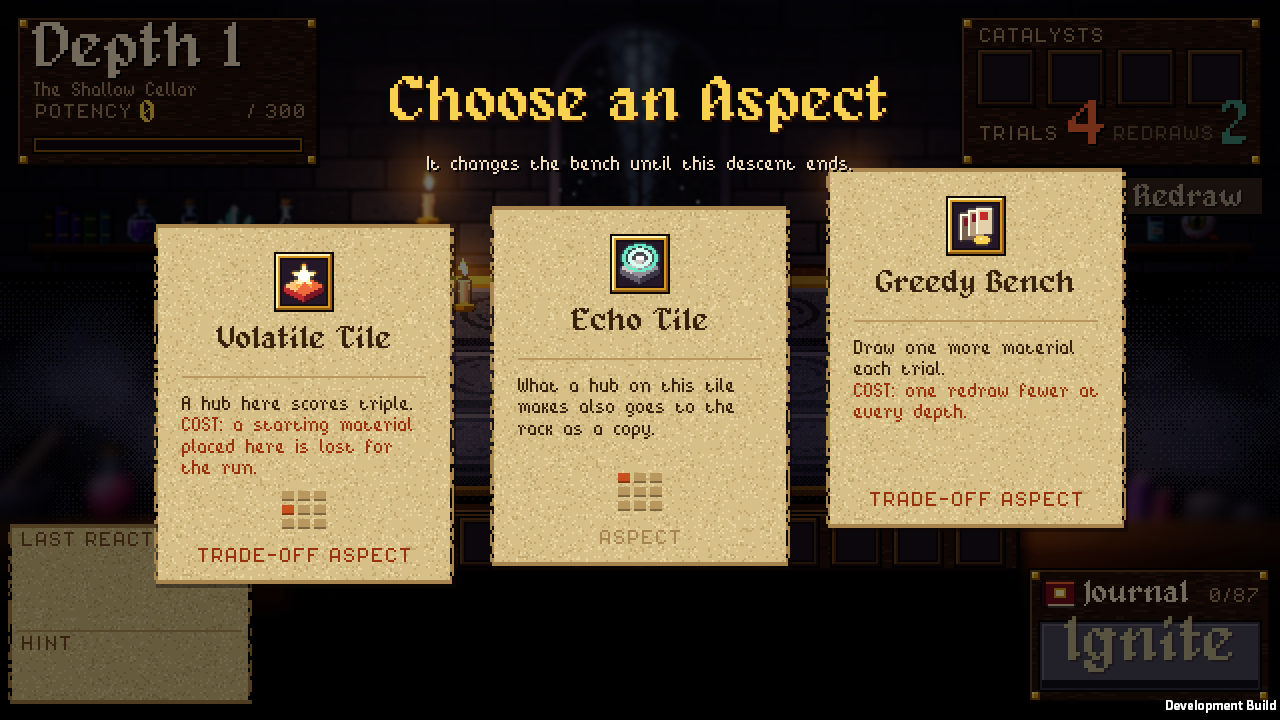 Depth 1
The Shallow Cellar
POTENCY 0 / 300
Choose an Aspect
It changes the bench until this descent ends.
CATALYSTS
TRIALS 4 REDRAWS 2
Redraw
Volatile Tile
A hub here scores triple.
COST: a starting material
placed here is lost for
the run.
TRADE-OFF ASPECT
Echo Tile
What a hub on this tile
makes also goes to the
rack as a copy.
ASPECT
Greedy Bench
Draw one more material
each trial.
COST: one redraw fewer at
every depth.
TRADE-OFF ASPECT
LAST REACT
HINT
Journal 0/87
Ignite
Development Build